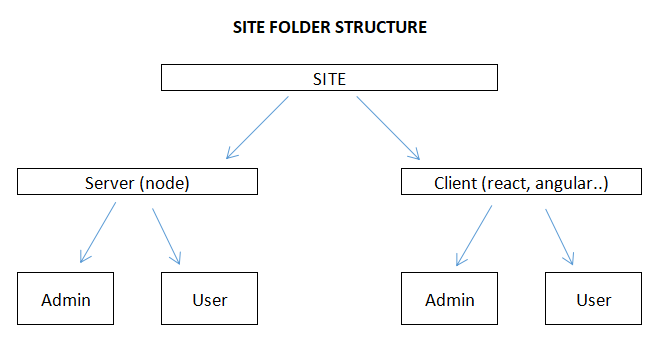 SITE FOLDER STRUCTURE
SITE
Server (node)
Client (react, angular..)
Admin
User
Admin
User